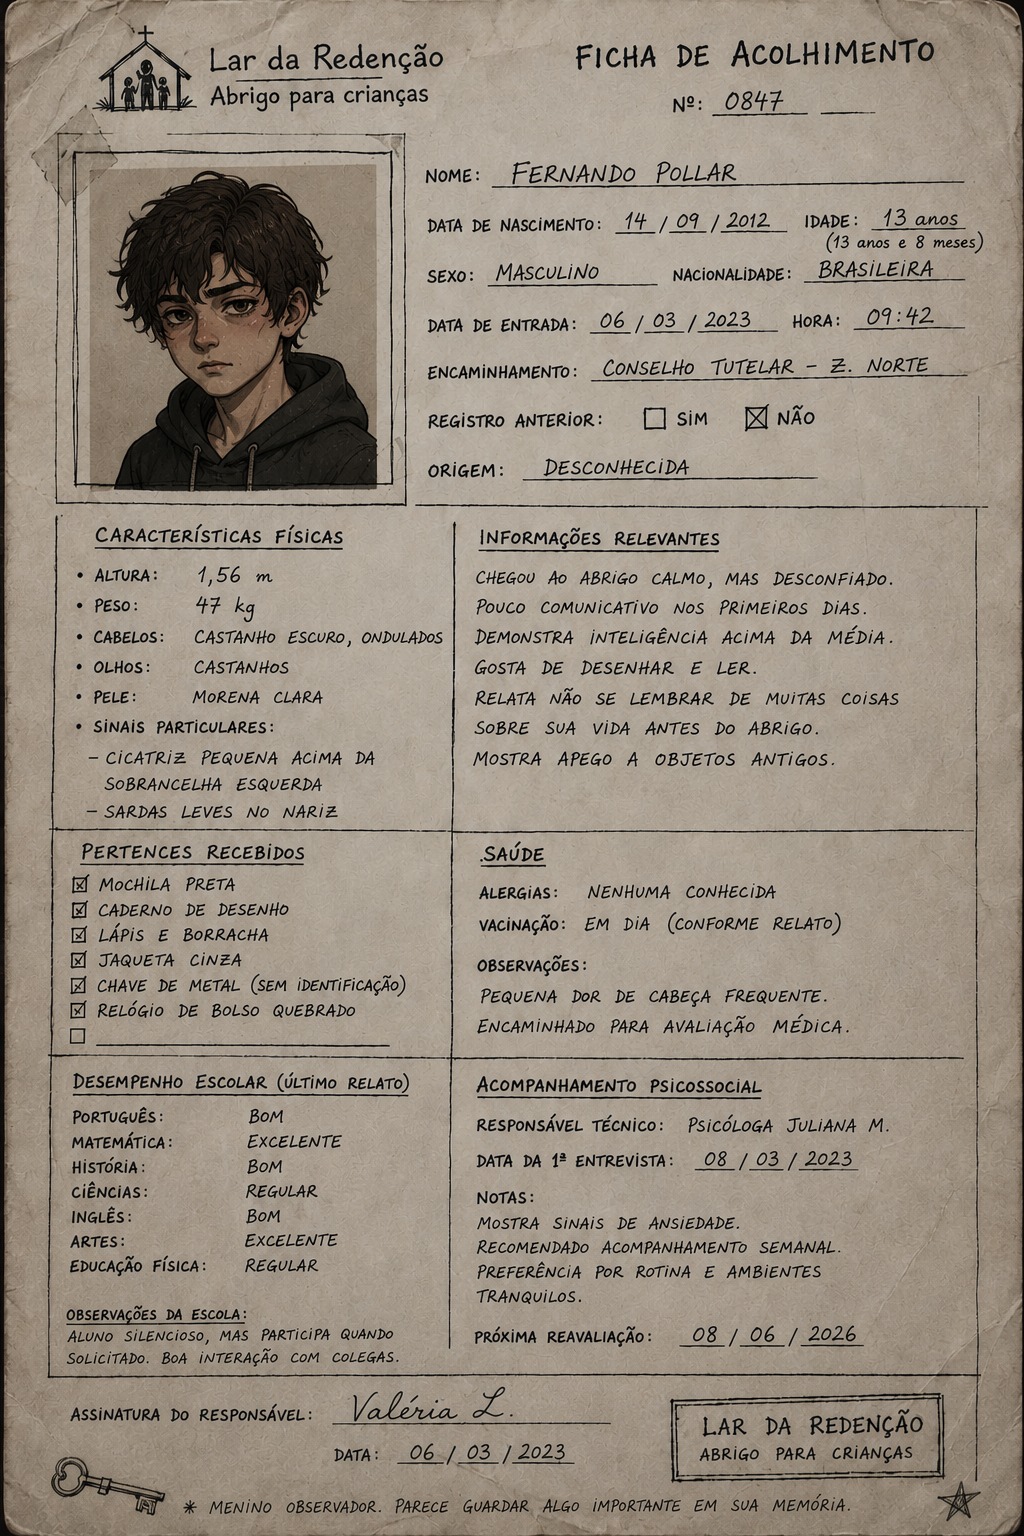 Lar da Redenção
Abrigo para crianças
FICHA DE ACOLHIMENTO
Nº: 0847
NOME: FERNANDO POLLAR
DATA DE NASCIMENTO: 14 / 09 / 2012 IDADE: 13 anos
(13 anos e 8 meses)
SEXO: MASCULINO NACIONALIDADE: BRASILEIRA
DATA DE ENTRADA: 06 / 03 / 2023 HORA: 09:42
ENCAMINHAMENTO: CONSELHO TUTELAR - Z. NORTE
REGISTRO ANTERIOR: ☐ SIM ☒ NÃO
ORIGEM: DESCONHECIDA
CARACTERÍSTICAS FÍSICAS
• ALTURA: 1,56 m
• PESO: 47 kg
• CABELOS: CASTANHO ESCURO, ONDULADOS
• OLHOS: CASTANHOS
• PELE: MORENA CLARA
• SINAIS PARTICULARES:
– CICATRIZ PEQUENA ACIMA DA
SOBRANCELHA ESQUERDA
– SARDAS LEVES NO NARIZ
INFORMAÇÕES RELEVANTES
CHEGOU AO ABRIGO CALMO, MAS DESCONFIADO.
POUCO COMUNICATIVO NOS PRIMEIROS DIAS.
DEMONSTRA INTELIGÊNCIA ACIMA DA MÉDIA.
GOSTA DE DESENHAR E LER.
RELATA NÃO SE LEMBRAR DE MUITAS COISAS
SOBRE SUA VIDA ANTES DO ABRIGO.
MOSTRA APEGO A OBJETOS ANTIGOS.
PERTENCES RECEBIDOS
☒ MOCHILA PRETA
☒ CADERNO DE DESENHO
☒ LÁPIS E BORRACHA
☒ JAQUETA CINZA
☒ CHAVE DE METAL (SEM IDENTIFICAÇÃO)
☒ RELÓGIO DE BOLSO QUEBRADO
☐
SAÚDE
ALERGIAS: NENHUMA CONHECIDA
VACINAÇÃO: EM DIA (CONFORME RELATO)
OBSERVAÇÕES:
PEQUENA DOR DE CABEÇA FREQUENTE.
ENCAMINHADO PARA AVALIAÇÃO MÉDICA.
DESEMPENHO ESCOLAR (ÚLTIMO RELATO)
PORTUGUÊS: BOM
MATEMÁTICA: EXCELENTE
HISTÓRIA: BOM
CIÊNCIAS: REGULAR
INGLÊS: BOM
ARTES: EXCELENTE
EDUCAÇÃO FÍSICA: REGULAR
OBSERVAÇÕES DA ESCOLA:
ALUNO SILENCIOSO, MAS PARTICIPA QUANDO
SOLICITADO. BOA INTERAÇÃO COM COLEGAS.
ACOMPANHAMENTO PSICOSSOCIAL
RESPONSÁVEL TÉCNICO: PSICÓLOGA JULIANA M.
DATA DA 1ª ENTREVISTA: 08 / 03 / 2023
NOTAS:
MOSTRA SINAIS DE ANSIEDADE.
RECOMENDADO ACOMPANHAMENTO SEMANAL.
PREFERÊNCIA POR ROTINA E AMBIENTES
TRANQUILOS.
PRÓXIMA REAVALIAÇÃO: 08 / 06 / 2026
ASSINATURA DO RESPONSÁVEL: Valéria L.
DATA: 06 / 03 / 2023
LAR DA REDENÇÃO
ABRIGO PARA CRIANÇAS
* MENINO OBSERVADOR. PARECE GUARDAR ALGO IMPORTANTE EM SUA MEMÓRIA.